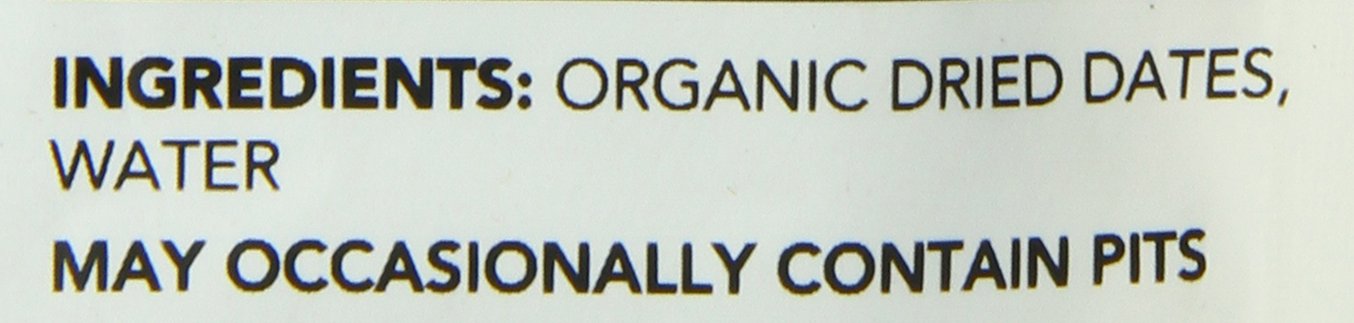 INGREDIENTS: ORGANIC DRIED DATES,
WATER
MAY OCCASIONALLY CONTAIN PITS